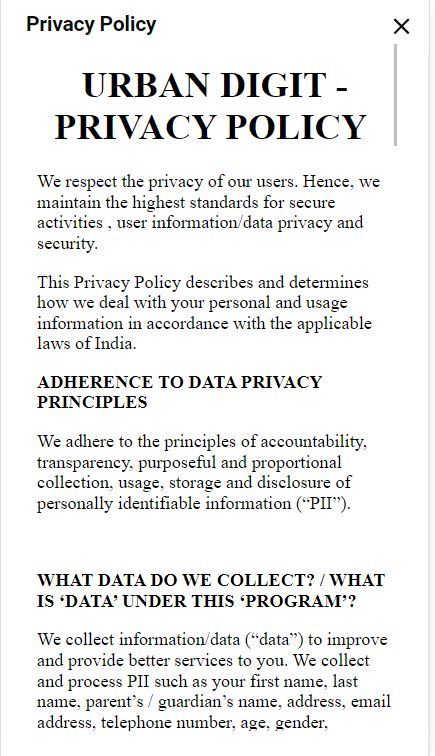 Privacy Policy
URBAN DIGIT -
PRIVACY POLICY
We respect the privacy of our users. Hence, we
maintain the highest standards for secure
activities , user information/data privacy and
security.
This Privacy Policy describes and determines
how we deal with your personal and usage
information in accordance with the applicable
laws of India.
ADHERENCE TO DATA PRIVACY
PRINCIPLES
We adhere to the principles of accountability,
transparency, purposeful and proportional
collection, usage, storage and disclosure of
personally identifiable information (“PII”).
WHAT DATA DO WE COLLECT? / WHAT
IS ‘DATA’ UNDER THIS ‘PROGRAM’?
We collect information/data (“data”) to improve
and provide better services to you. We collect
and process PII such as your first name, last
name, parent’s / guardian’s name, address, email
address, telephone number, age, gender,